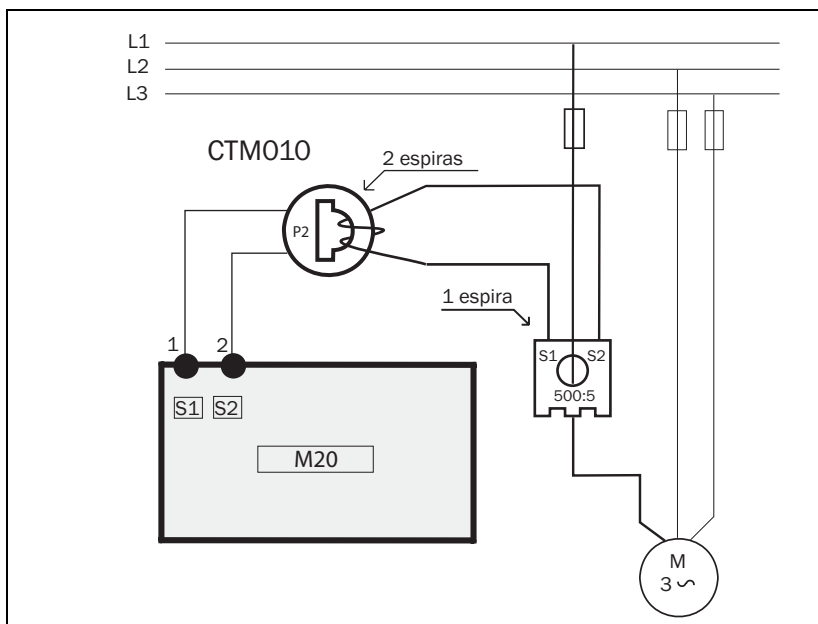 L1
L2
L3
CTM010
2 espiras
P2
1 espira
1 2
S1 S2
500:5
S1 S2
M20
M
3 ~